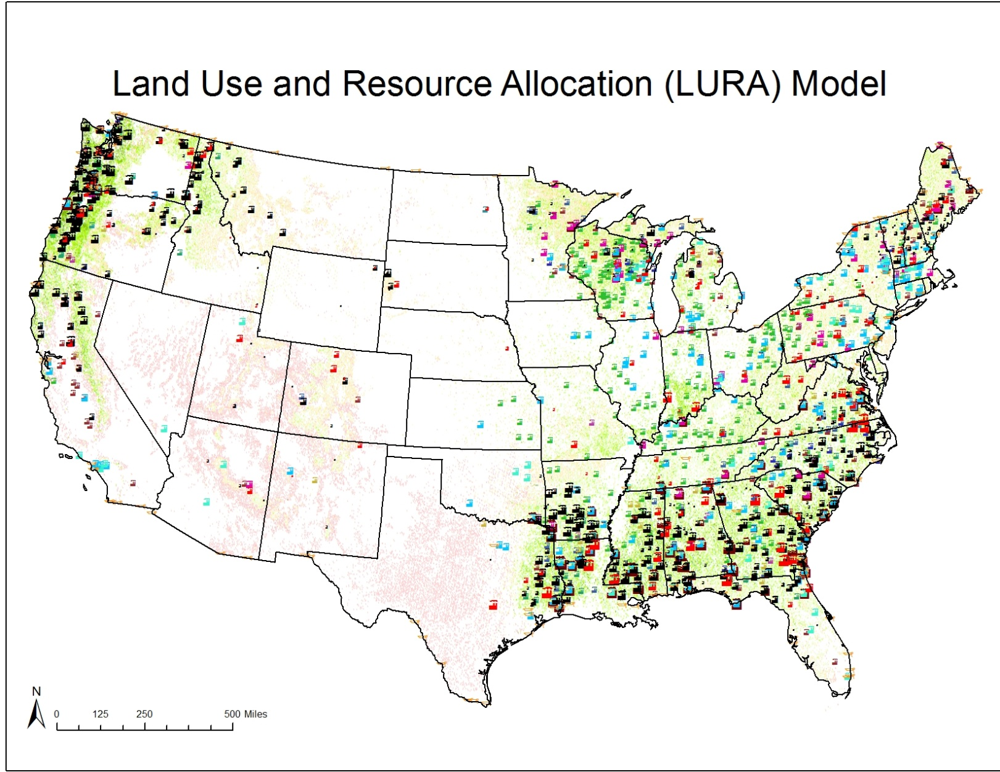 Land Use and Resource Allocation (LURA) Model
N
0 125 250 500 Miles